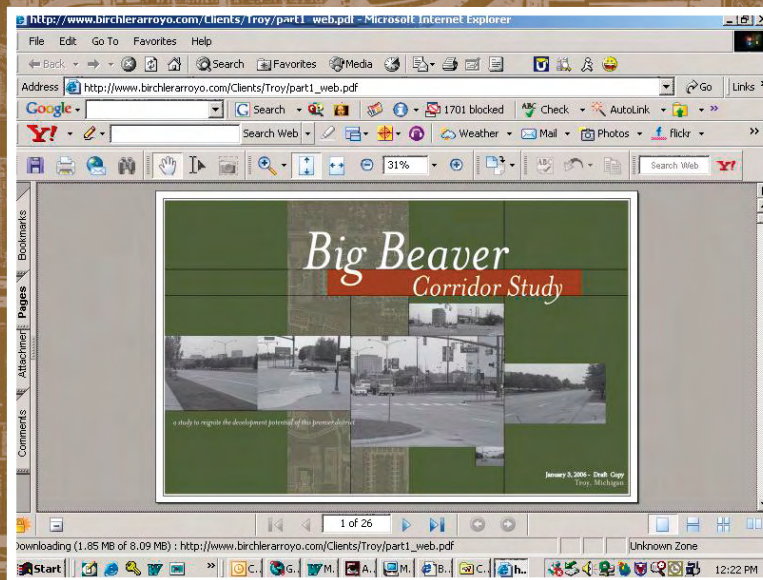 http://www.birchlerarroyo.com/Clients/Troy/part1_web.pdf - Microsoft Internet Explorer
File Edit Go To Favorites Help
Back Search Favorites Media
Address http://www.birchlerarroyo.com/Clients/Troy/part1_web.pdf Go Links »
Google Search 1701 blocked ABC Check AutoLink »
Y! Search Web Weather Mail Photos flickr »
31% Search Web Y!
Bookmarks
Pages
Attachmen
Comments
Big Beaver
Corridor Study
a study to reignite the development potential of this premier district
January 3, 2006 - Draft Copy
Troy, Michigan
1 of 26
Downloading (1.85 MB of 8.09 MB) : http://www.birchlerarroyo.com/Clients/Troy/part1_web.pdf Unknown Zone
Start » C.. G.. M.. A.. M.. B.. C.. h.. 12:22 PM